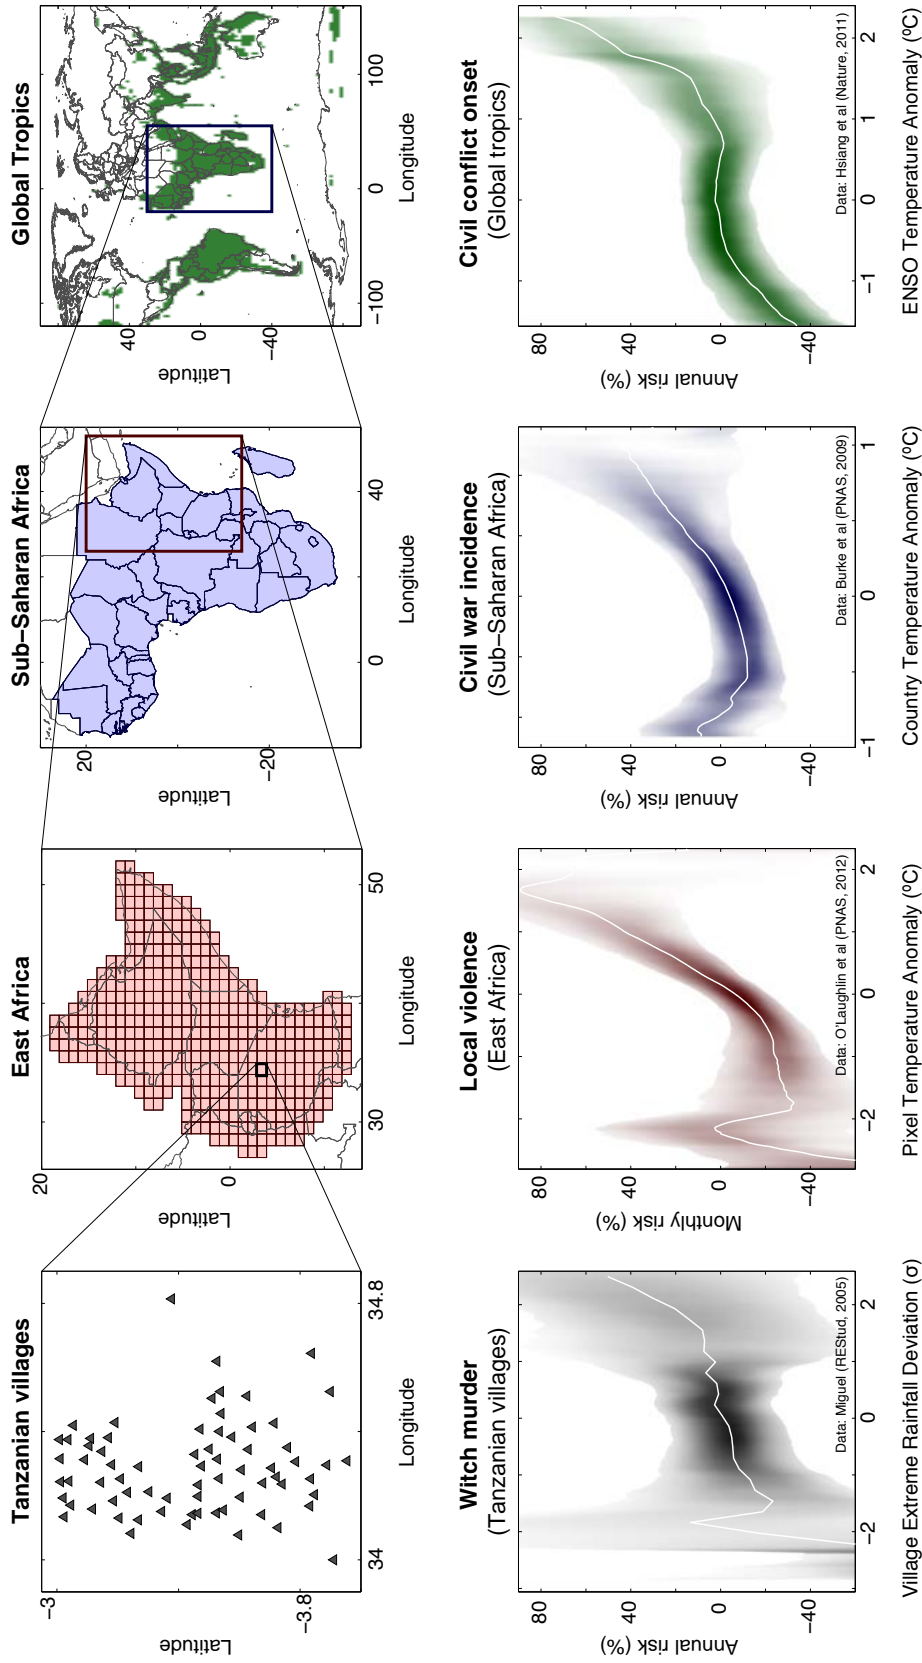 Tanzanian villages
Latitude
−3
−3.8
34
34.8
Longitude
East Africa
Latitude
20
0
30
50
Longitude
Sub−Saharan Africa
Latitude
20
−20
0
40
Longitude
Global Tropics
Latitude
40
0
−40
−100
0
100
Longitude
Witch murder
(Tanzanian villages)
Annual risk (%)
80
40
0
−40
Data: Miguel (REStud, 2005)
−2
0
2
Village Extreme Rainfall Deviation (σ)
Local violence
(East Africa)
Monthly risk (%)
80
40
0
−40
Data: O'Laughlin et al (PNAS, 2012)
−2
0
2
Pixel Temperature Anomaly (ºC)
Civil war incidence
(Sub−Saharan Africa)
Annual risk (%)
80
40
0
−40
Data: Burke et al (PNAS, 2009)
−1
0
1
Country Temperature Anomaly (ºC)
Civil conflict onset
(Global tropics)
Annual risk (%)
80
40
0
−40
Data: Hsiang et al (Nature, 2011)
−1
0
1
2
ENSO Temperature Anomaly (ºC)